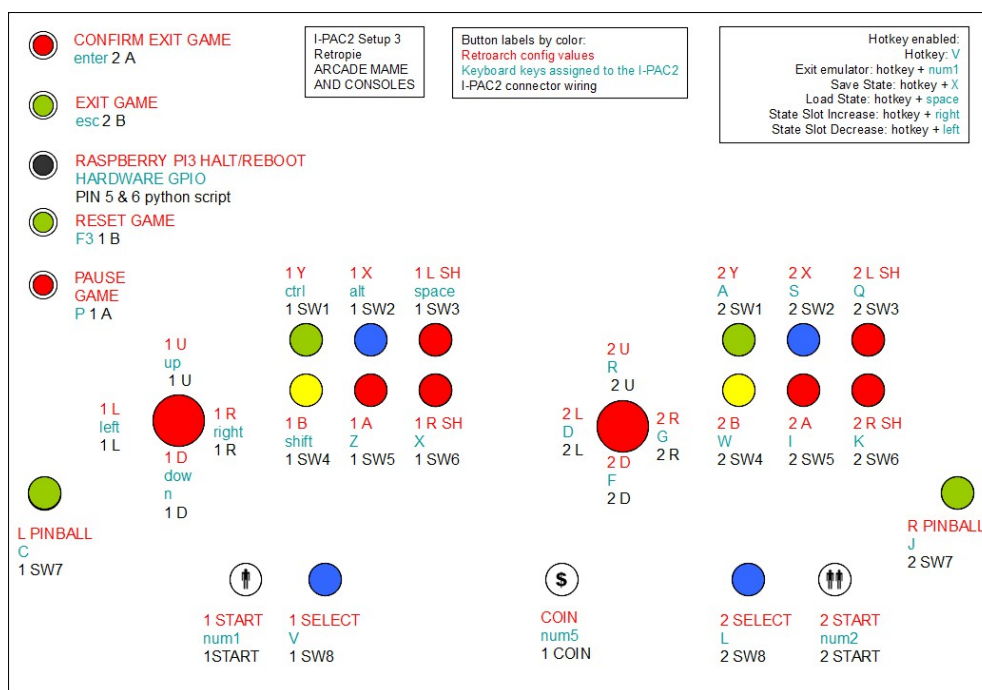 CONFIRM EXIT GAME
enter 2 A
EXIT GAME
esc 2 B
RASPBERRY PI3 HALT/REBOOT
HARDWARE GPIO
PIN 5 & 6 python script
RESET GAME
F3 1 B
PAUSE
GAME
P 1 A
I-PAC2 Setup 3
Retropie
ARCADE MAME
AND CONSOLES
Button labels by color:
Retroarch config values
Keyboard keys assigned to the I-PAC2
I-PAC2 connector wiring
Hotkey enabled:
Hotkey: V
Exit emulator: hotkey + num1
Save State: hotkey + X
Load State: hotkey + space
State Slot Increase: hotkey + right
State Slot Decrease: hotkey + left
1 U
up
1 U
1 L
left
1 L
1 R
right
1 R
1 D
dow
n
1 D
1 Y
ctrl
1 SW1
1 X
alt
1 SW2
1 L SH
space
1 SW3
1 B
shift
1 SW4
1 A
Z
1 SW5
1 R SH
X
1 SW6
2 U
R
2 U
2 L
D
2 L
2 R
G
2 R
2 D
F
2 D
2 Y
A
2 SW1
2 X
S
2 SW2
2 L SH
Q
2 SW3
2 B
W
2 SW4
2 A
I
2 SW5
2 R SH
K
2 SW6
L PINBALL
C
1 SW7
R PINBALL
J
2 SW7
1 START
num1
1START
1 SELECT
V
1 SW8
$
COIN
num5
1 COIN
2 SELECT
L
2 SW8
2 START
num2
2 START